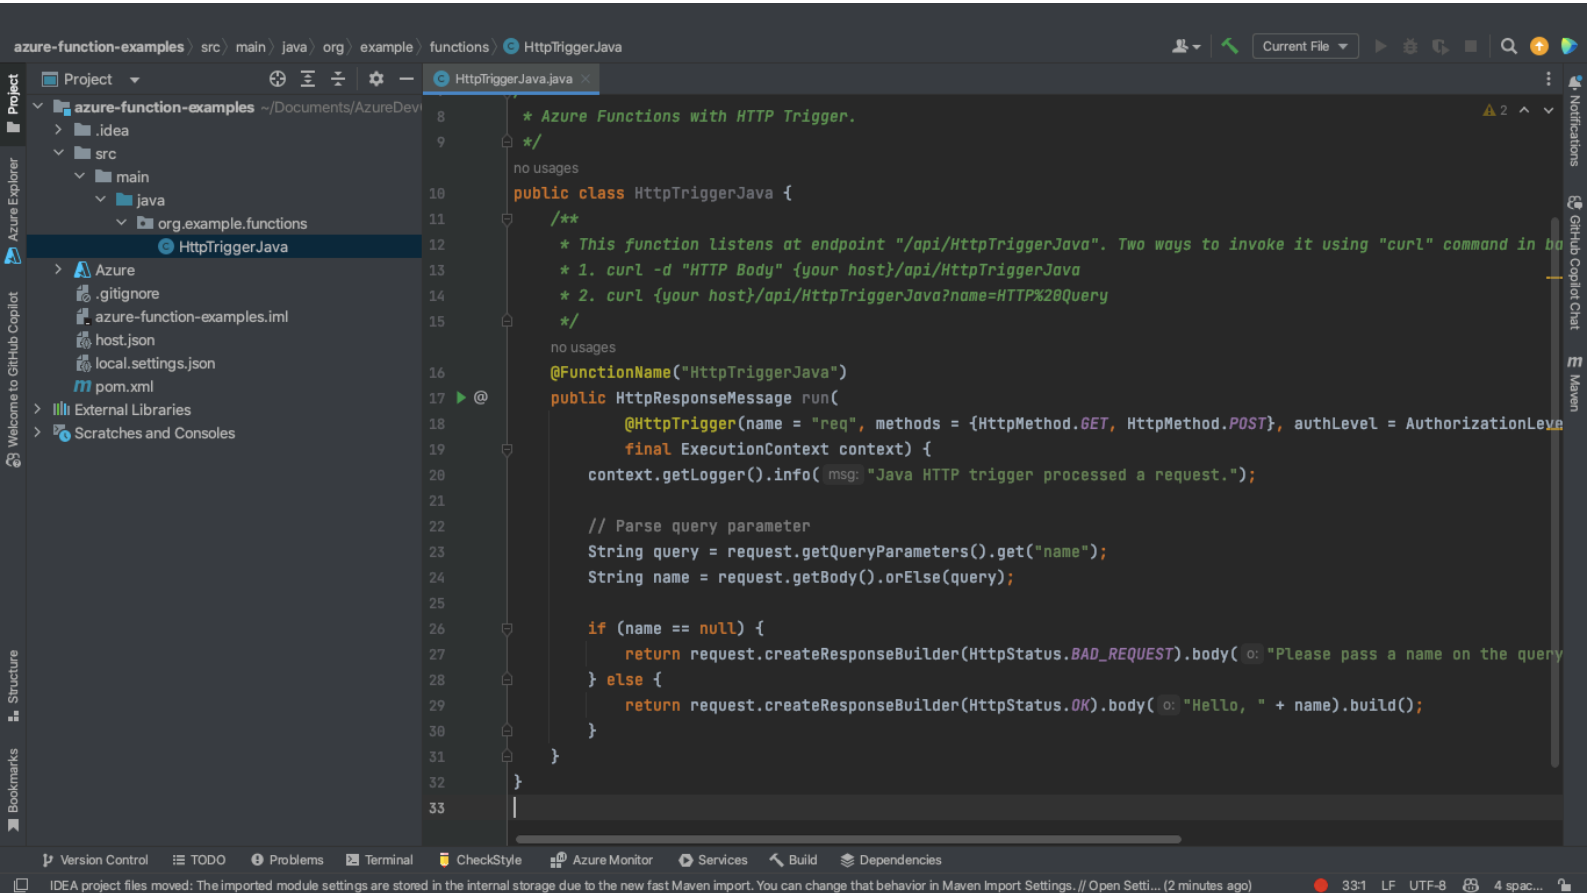 azure-function-examples src main java org example functions HttpTriggerJava
Current File
Project
Project
HttpTriggerJava.java
azure-function-examples ~/Documents/AzureDev
.idea
src
main
java
org.example.functions
HttpTriggerJava
Azure
.gitignore
azure-function-examples.iml
host.json
local.settings.json
pom.xml
External Libraries
Scratches and Consoles
Azure Explorer
Welcome to GitHub Copilot
Structure
Bookmarks
2
8 * Azure Functions with HTTP Trigger.
9 */
no usages
10 public class HttpTriggerJava {
11 /**
12 * This function listens at endpoint "/api/HttpTriggerJava". Two ways to invoke it using "curl" command in ba
13 * 1. curl -d "HTTP Body" {your host}/api/HttpTriggerJava
14 * 2. curl {your host}/api/HttpTriggerJava?name=HTTP%20Query
15 */
no usages
16 @FunctionName("HttpTriggerJava")
17 @ public HttpResponseMessage run(
18 @HttpTrigger(name = "req", methods = {HttpMethod.GET, HttpMethod.POST}, authLevel = AuthorizationLeve
19 final ExecutionContext context) {
20 context.getLogger().info( msg: "Java HTTP trigger processed a request.");
21
22 // Parse query parameter
23 String query = request.getQueryParameters().get("name");
24 String name = request.getBody().orElse(query);
25
26 if (name == null) {
27 return request.createResponseBuilder(HttpStatus.BAD_REQUEST).body( o: "Please pass a name on the query
28 } else {
29 return request.createResponseBuilder(HttpStatus.OK).body( o: "Hello, " + name).build();
30 }
31 }
32 }
33
Notifications
GitHub Copilot Chat
Maven
Version Control TODO Problems Terminal CheckStyle Azure Monitor Services Build Dependencies
IDEA project files moved: The imported module settings are stored in the internal storage due to the new fast Maven import. You can change that behavior in Maven Import Settings. // Open Setti... (2 minutes ago) 33:1 LF UTF-8 4 spac...